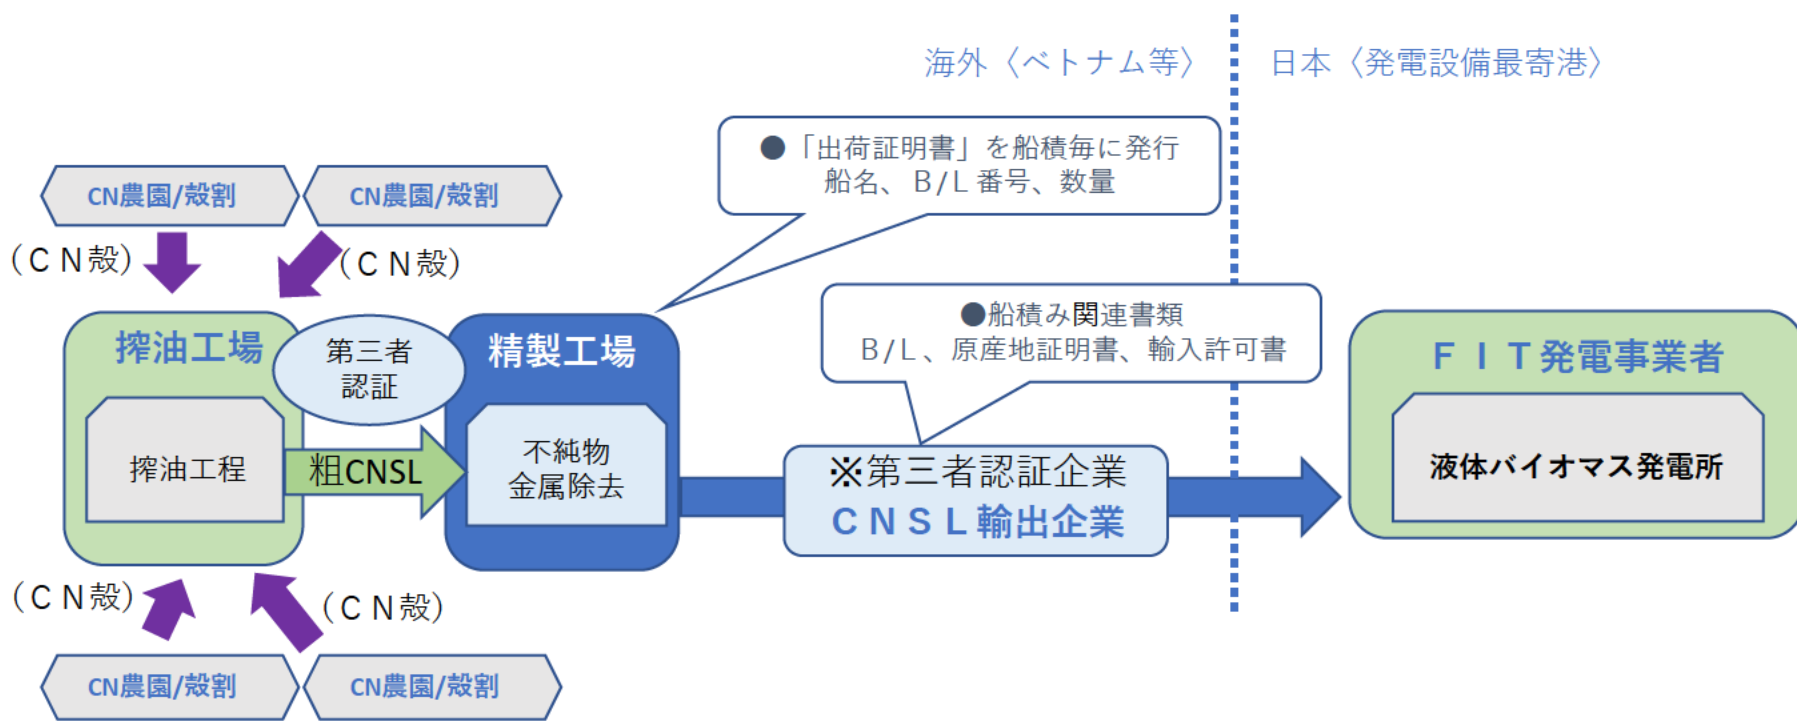 海外〈ベトナム等〉
日本〈発電設備最寄港〉
●「出荷証明書」を船積毎に発行
船名、B/L番号、数量
CN農園/殻割
CN農園/殻割
(CN殻)
(CN殻)
●船積み関連書類
B/L、原産地証明書、輸入許可書
搾油工場
第三者
認証
精製工場
FIT発電事業者
搾油工程
粗CNSL
不純物
金属除去
※第三者認証企業
CNSL輸出企業
液体バイオマス発電所
(CN殻)
(CN殻)
CN農園/殻割
CN農園/殻割